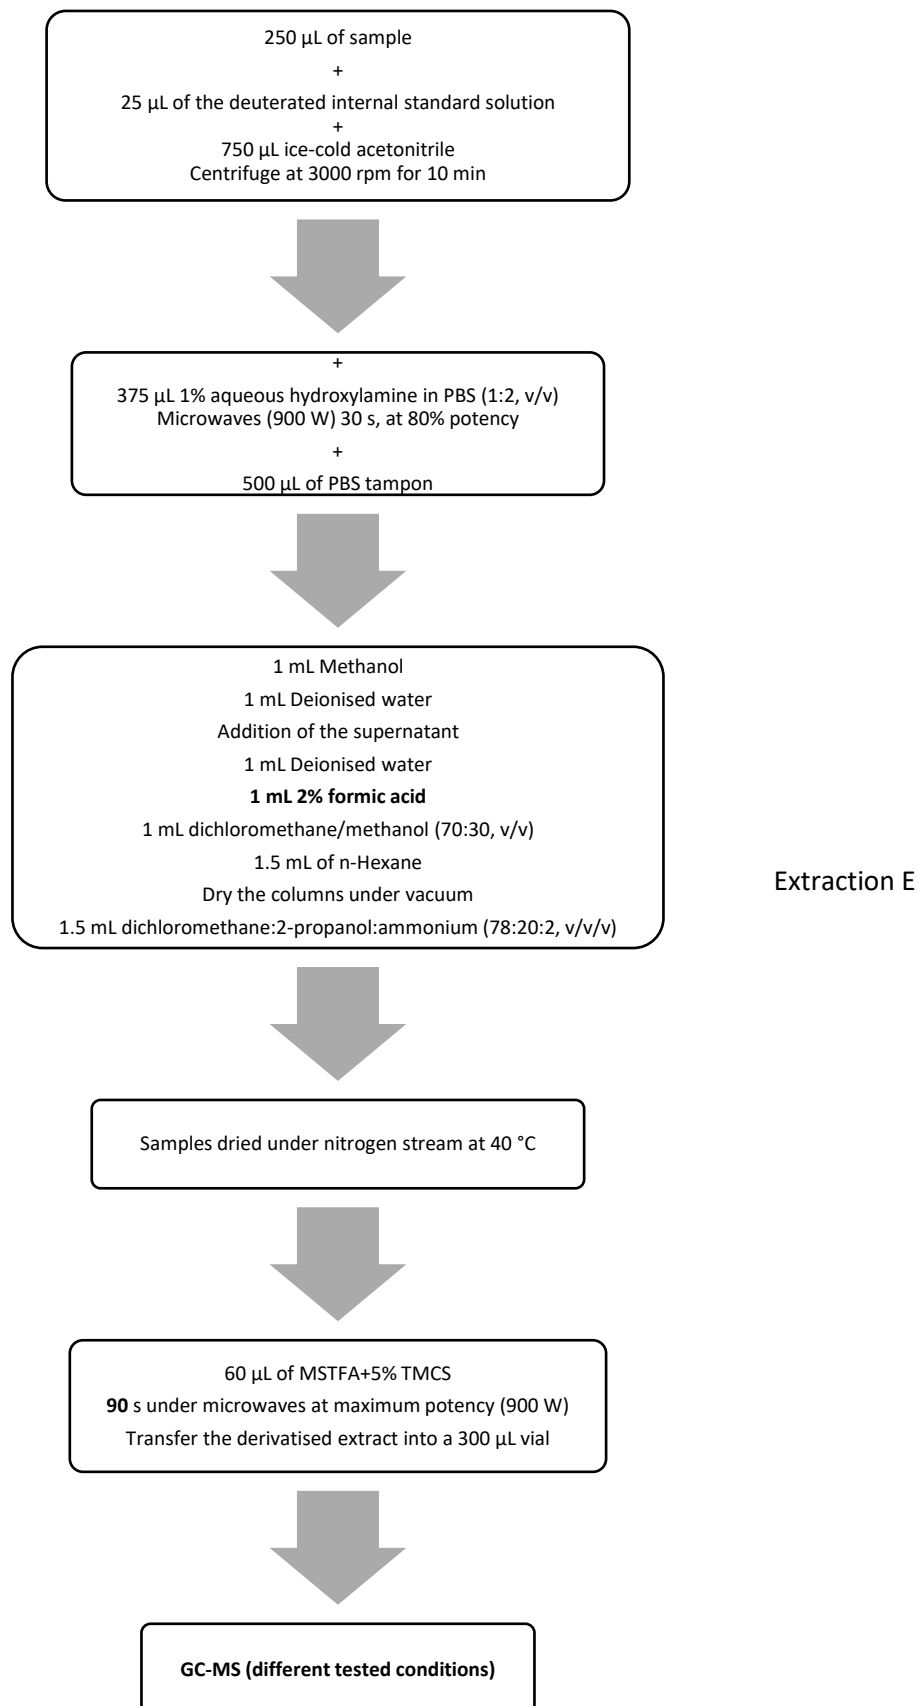 250 µL of sample
+
25 µL of the deuterated internal standard solution
+
750 µL ice-cold acetonitrile
Centrifuge at 3000 rpm for 10 min
+
375 µL 1% aqueous hydroxylamine in PBS (1:2, v/v)
Microwaves (900 W) 30 s, at 80% potency
+
500 µL of PBS tampon
1 mL Methanol
1 mL Deionised water
Addition of the supernatant
1 mL Deionised water
1 mL 2% formic acid
1 mL dichloromethane/methanol (70:30, v/v)
1.5 mL of n-Hexane
Dry the columns under vacuum
1.5 mL dichloromethane:2-propanol:ammonium (78:20:2, v/v/v)
Extraction E
Samples dried under nitrogen stream at 40 °C
60 µL of MSTFA+5% TMCS
90 s under microwaves at maximum potency (900 W)
Transfer the derivatised extract into a 300 µL vial
GC-MS (different tested conditions)